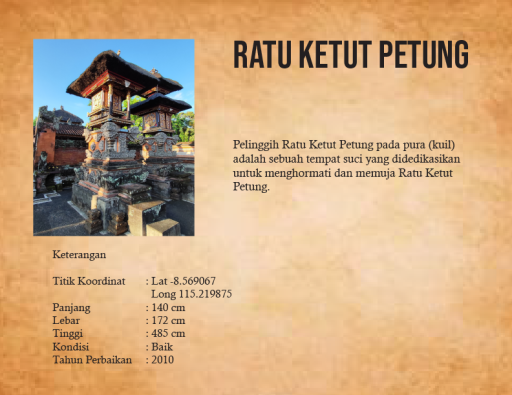 RATU KETUT PETUNG
Pelinggih Ratu Ketut Petung pada pura (kuil)
adalah sebuah tempat suci yang didedikasikan
untuk menghormati dan memuja Ratu Ketut
Petung.
Keterangan
Titik Koordinat : Lat -8.569067
Long 115.219875
Panjang : 140 cm
Lebar : 172 cm
Tinggi : 485 cm
Kondisi : Baik
Tahun Perbaikan : 2010